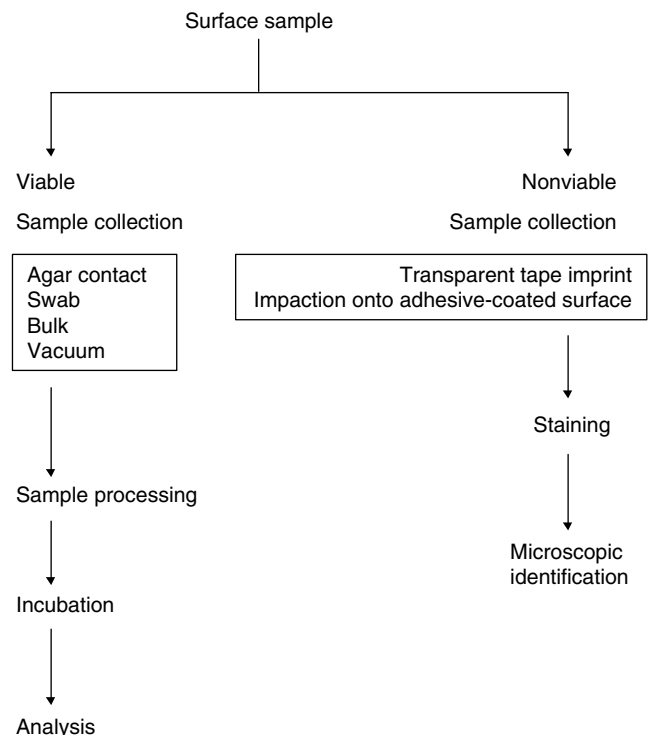 Surface sample
Viable
Sample collection
Agar contact
Swab
Bulk
Vacuum
Sample processing
Incubation
Analysis
Nonviable
Sample collection
Transparent tape imprint
Impaction onto adhesive-coated surface
Staining
Microscopic
identification